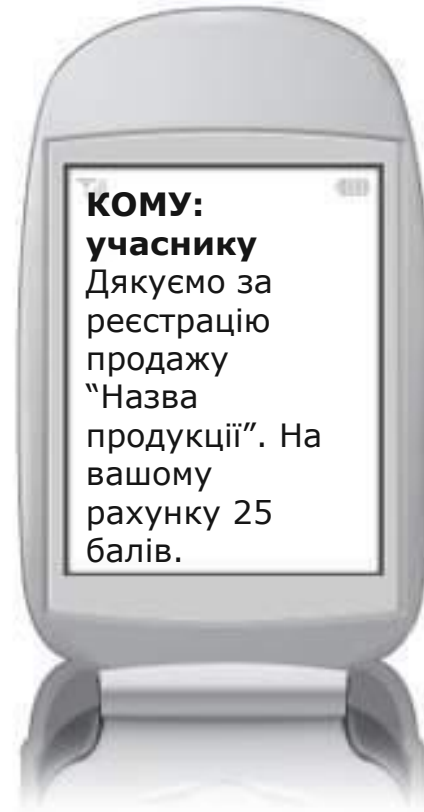 КОМУ:
учаснику
Дякуємо за
реєстрацію
продажу
“Назва
продукції”. На
вашому
рахунку 25
балів.